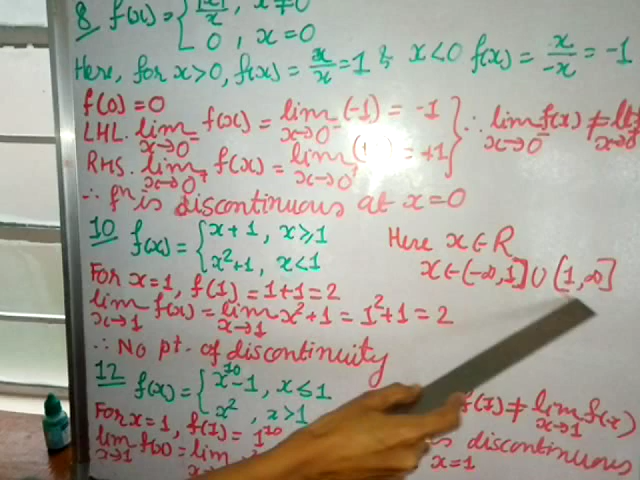 8 f(x) = { |x|/x, x ≠ 0
0, x = 0
Here, for x > 0, f(x) = x/x = 1 & x < 0 f(x) = x/-x = -1
f(0) = 0
LHL. lim x→0⁻ f(x) = lim x→0⁻ (-1) = -1 } ∴ lim x→0⁻ f(x) ≠
RHS. lim x→0⁺ f(x) = lim x→0⁺ = +1
∴ fⁿ is discontinuous at x = 0
10 f(x) = { x+1, x ≥ 1
x²+1, x < 1
Here x ∈ R
x ∈ (-∞, 1] ∪ [1, ∞]
For x = 1, f(1) = 1+1 = 2
lim x→1 f(x) = lim x→1 x²+1 = 1²+1 = 2
∴ No pt. of discontinuity
12 f(x) = { x¹⁰-1, x ≤ 1
x², x > 1
For x = 1, f(1) = 1¹⁰
lim x→1 f(x) = lim
f(1) ≠ lim x→1 f(x)
is discontinuous
x = 1